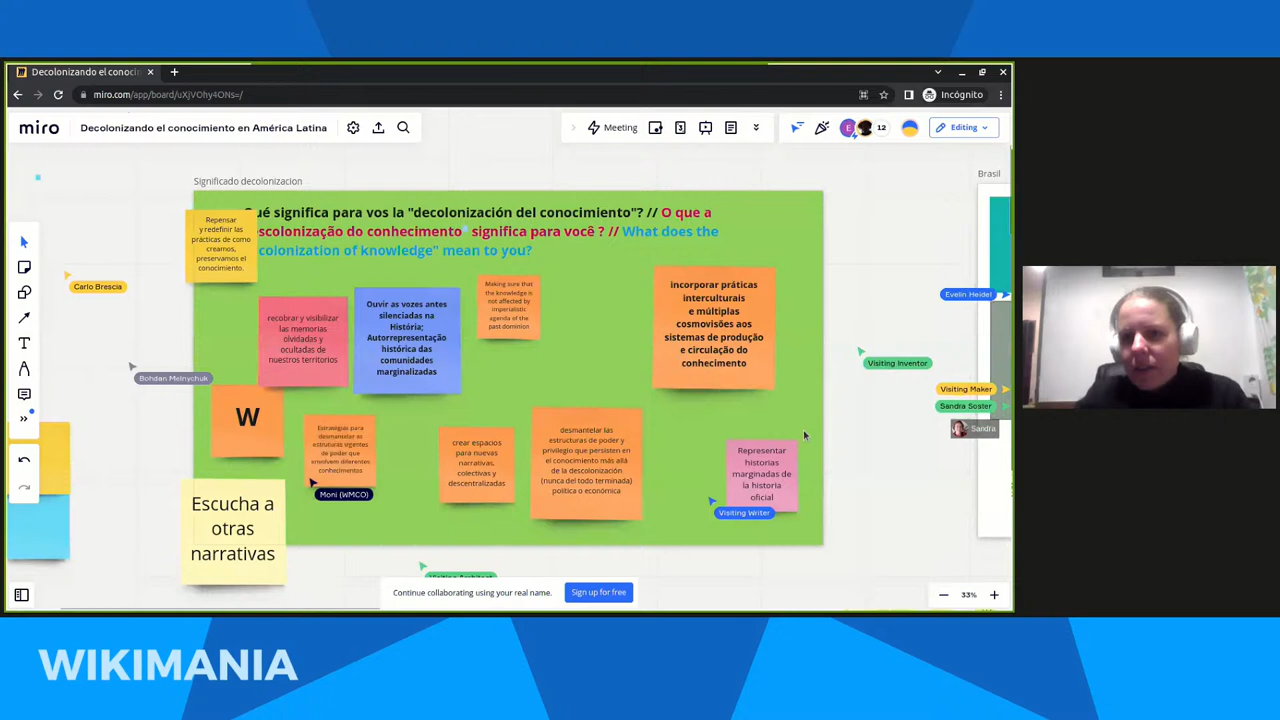 Decolonizando el conoci
miro.com/app/board/uXjVOhy4ONs=/
Incógnito
miro
Decolonizando el conocimiento en América Latina
Meeting
3
E
12
Editing
Significado decolonizacion
Brasil
Qué significa para vos la "decolonización del conocimiento"? // O que a
escolonização do conhecimento" significa para você ? // What does the
colonization of knowledge" mean to you?
Repensar
y redefinir las
prácticas de como
creamos,
preservamos el
conocimiento.
Carlo Brescia
Bohdan Melnychuk
recobrar y visibilizar
las memorias
olvidadas y
ocultadas de
nuestros territorios
Ouvir as vozes antes
silenciadas na
História;
Autorrepresentação
histórica das
comunidades
marginalizadas
Making sure that
the knowledge is
not affected by
imperialistic
agenda of the
past dominion
incorporar práticas
interculturais
e múltiplas
cosmovisões aos
sistemas de produção
e circulação do
conhecimento
Evelin Heidel
Visiting Inventor
Visiting Maker
Sandra Soster
Sandra
W
Estratégias para
desmantelar as
estruturas vigentes
de poder que
envolvem diferentes
conhecimentos
Moni (WMCO)
crear espacios
para nuevas
narrativas,
colectivas y
descentralizadas
desmantelar las
estructuras de poder y
privilegio que persisten en
el conocimiento más allá
de la descolonización
(nunca del todo terminada)
política o económica
Representar
historias
marginadas de
la historia
oficial
Visiting Writer
Escucha a
otras
narrativas
Visiting Architect
Continue collaborating using your real name.
Sign up for free
33%
WIKIMANIA